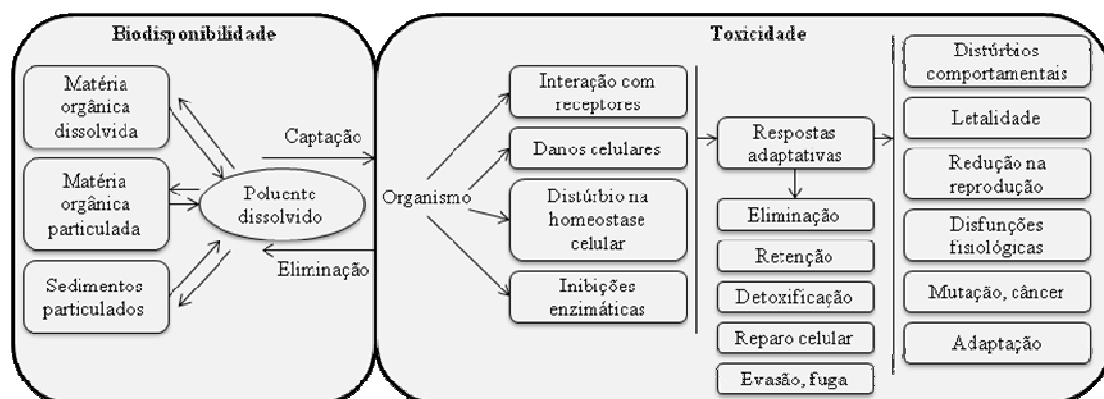 Biodisponibilidade
Matéria
orgânica
dissolvida
Matéria
orgânica
particulada
Sedimentos
particulados
Captação
Poluente
dissolvido
Eliminação
Toxicidade
Organismo
Interação com
receptores
Danos celulares
Distúrbio na
homeostase
celular
Inibições
enzimáticas
Respostas
adaptativas
Eliminação
Retenção
Detoxificação
Reparo celular
Evasão, fuga
Distúrbios
comportamentais
Letalidade
Redução na
reprodução
Disfunções
fisiológicas
Mutação, câncer
Adaptação